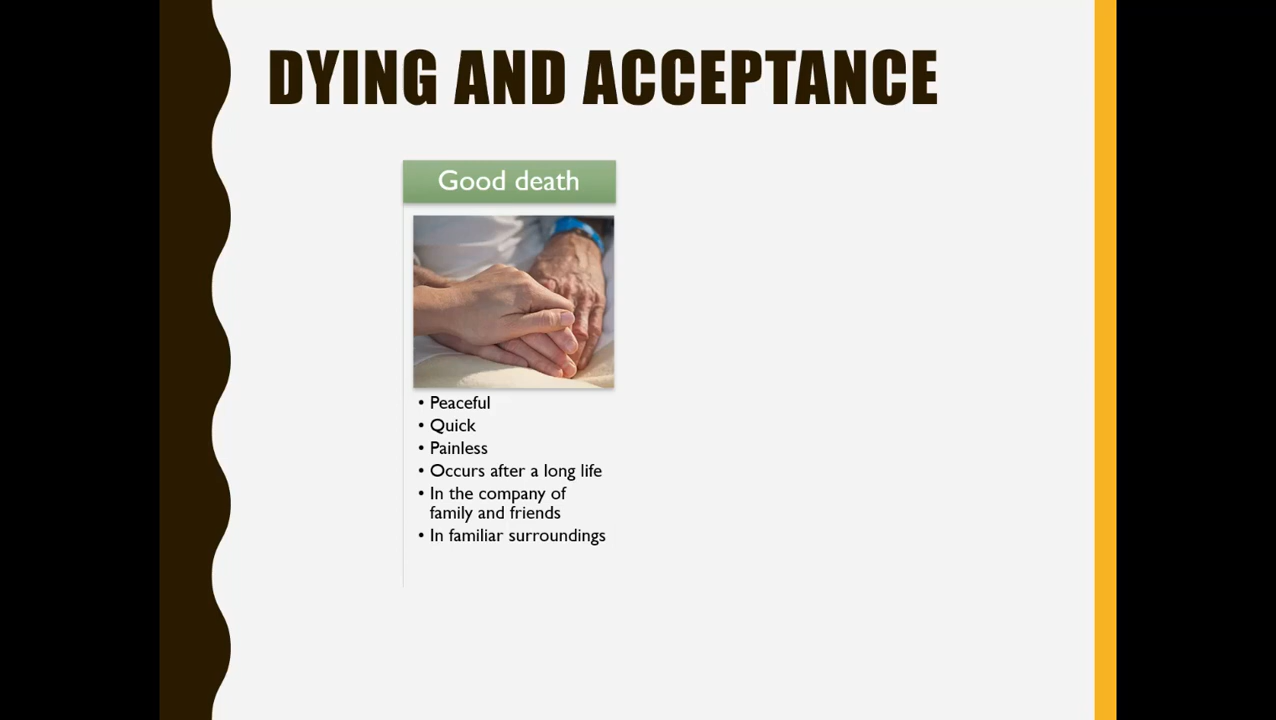 DYING AND ACCEPTANCE
Good death
• Peaceful
• Quick
• Painless
• Occurs after a long life
• In the company of
family and friends
• In familiar surroundings